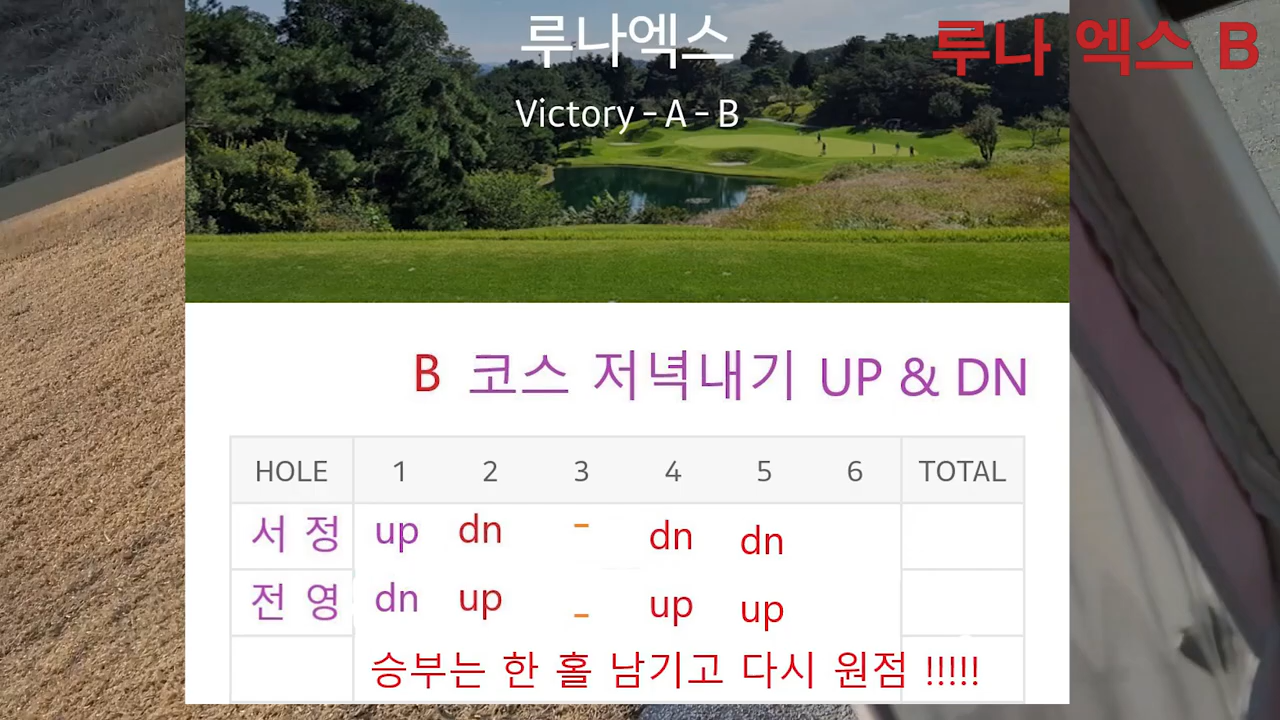 루나엑스
루나 엑스 B
Victory - A - B
B 코스 저녁내기 UP & DN
HOLE 1 2 3 4 5 6 TOTAL
서 정 up dn - dn dn
전 영 dn up - up up
승부는 한 홀 남기고 다시 원점 !!!!!